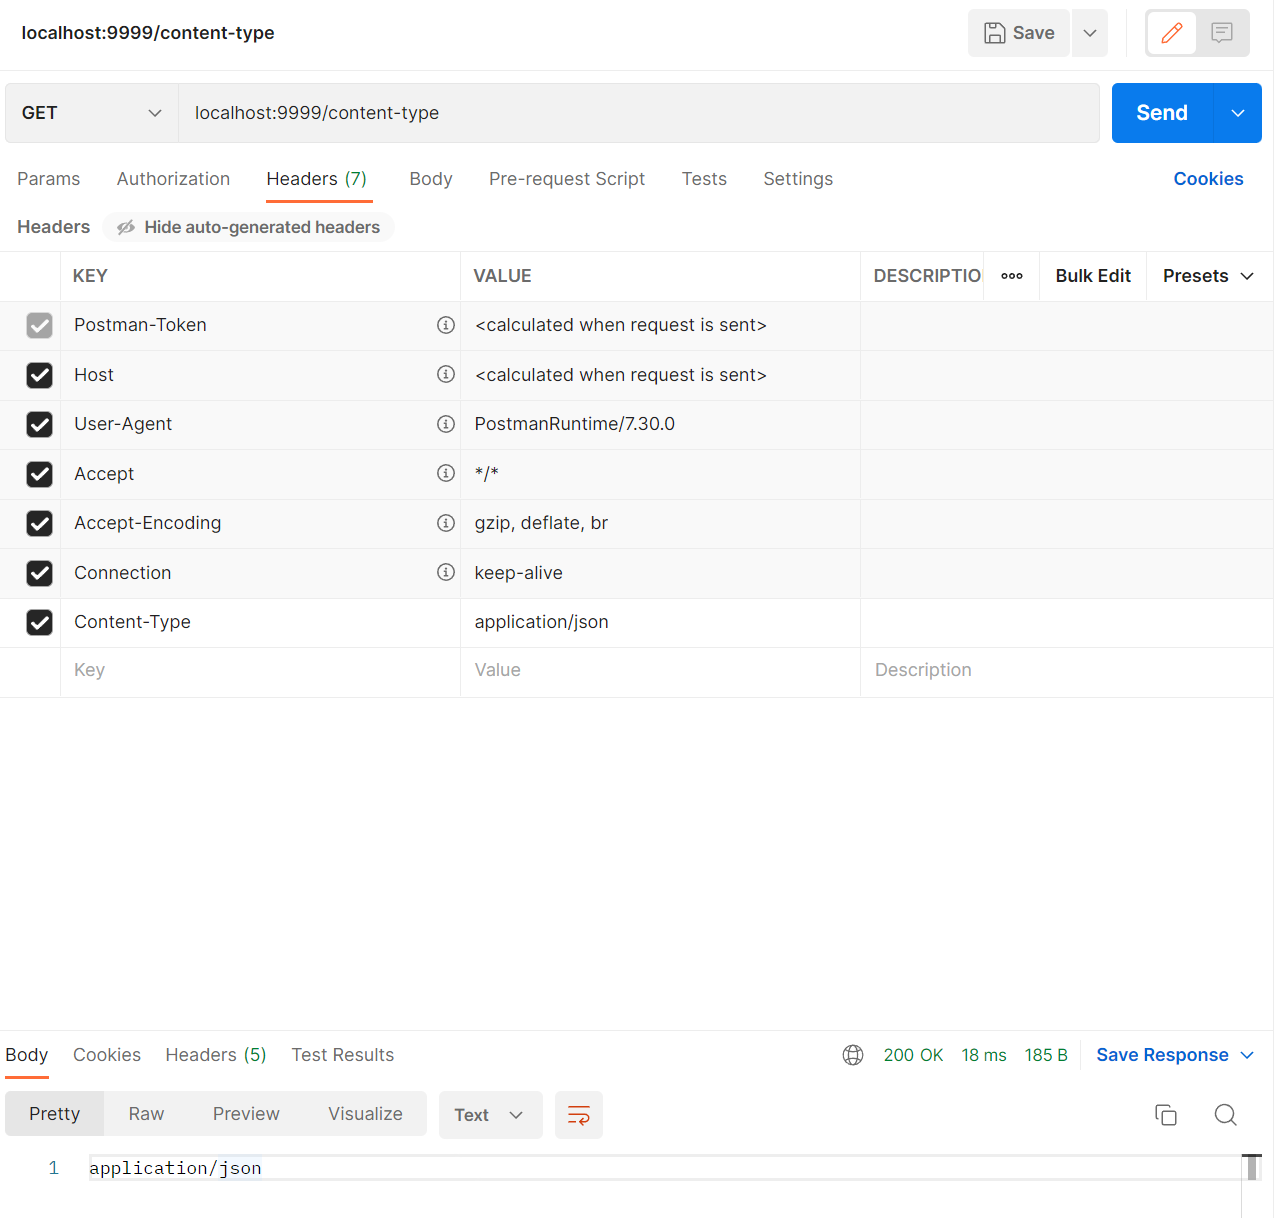 localhost:9999/content-type
Save
GET
localhost:9999/content-type
Send
Params Authorization Headers (7) Body Pre-request Script Tests Settings Cookies
Headers Hide auto-generated headers
KEY VALUE DESCRIPTIO Bulk Edit Presets
Postman-Token <calculated when request is sent>
Host <calculated when request is sent>
User-Agent PostmanRuntime/7.30.0
Accept */*
Accept-Encoding gzip, deflate, br
Connection keep-alive
Content-Type application/json
Key Value Description
Body Cookies Headers (5) Test Results 200 OK 18 ms 185 B Save Response
Pretty Raw Preview Visualize Text
1 application/json